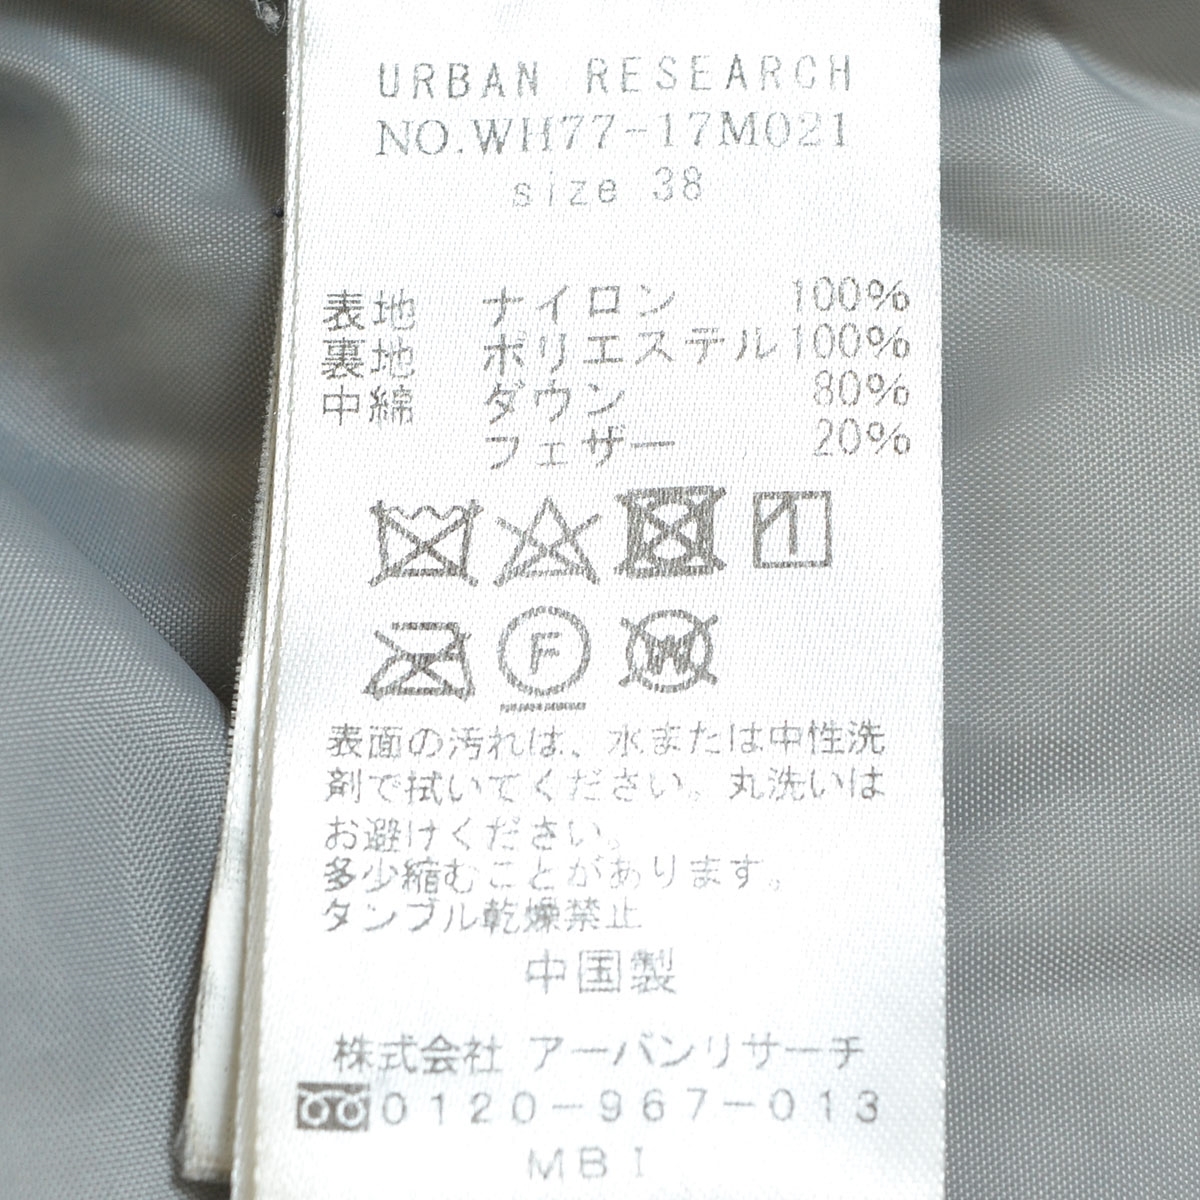 URBAN RESEARCH
NO.WH77-17M021
size 38
表地 ナイロン 100%
裏地 ポリエステル 100%
中綿 ダウン 80%
フェザー 20%
F W
表面の汚れは、水または中性洗
剤で拭いてください。丸洗いは
お避けください。
多少縮むことがあります。
タンブル乾燥禁止
中国製
株式会社 アーバンリサーチ
0120-967-013
MBI